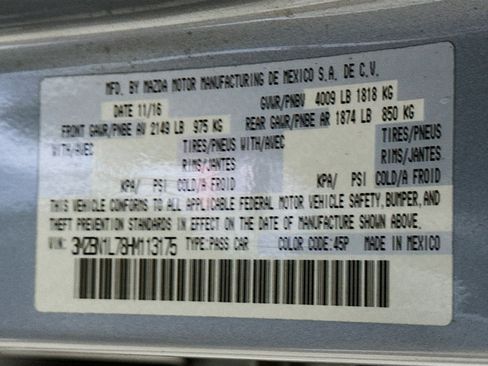 MFD. BY MAZDA MOTOR MANUFACTURING DE MEXICO S.A. DE C.V.
DATE 11/16 GVWR/PNBV 4009 LB 1818 KG
FRONT GAWR/PNBE AV 2149 LB 975 KG REAR GAWR/PNBE AR 1874 LB 850 KG
WITH/AVEC TIRES/PNEUS WITH/AVEC TIRES/PNEUS
RIMS/JANTES RIMS/JANTES
KPA/ PSI COLD/A FROID KPA/ PSI COLD/A FROID
THIS VEHICLE CONFORMS TO ALL APPLICABLE FEDERAL MOTOR VEHICLE SAFETY, BUMPER, AND
THEFT PREVENTION STANDARDS IN EFFECT ON THE DATE OF MANUFACTURE SHOWN ABOVE.
VIN: 3MZBN1L78HM113175 TYPE:PASS CAR COLOR CODE:45P MADE IN MEXICO